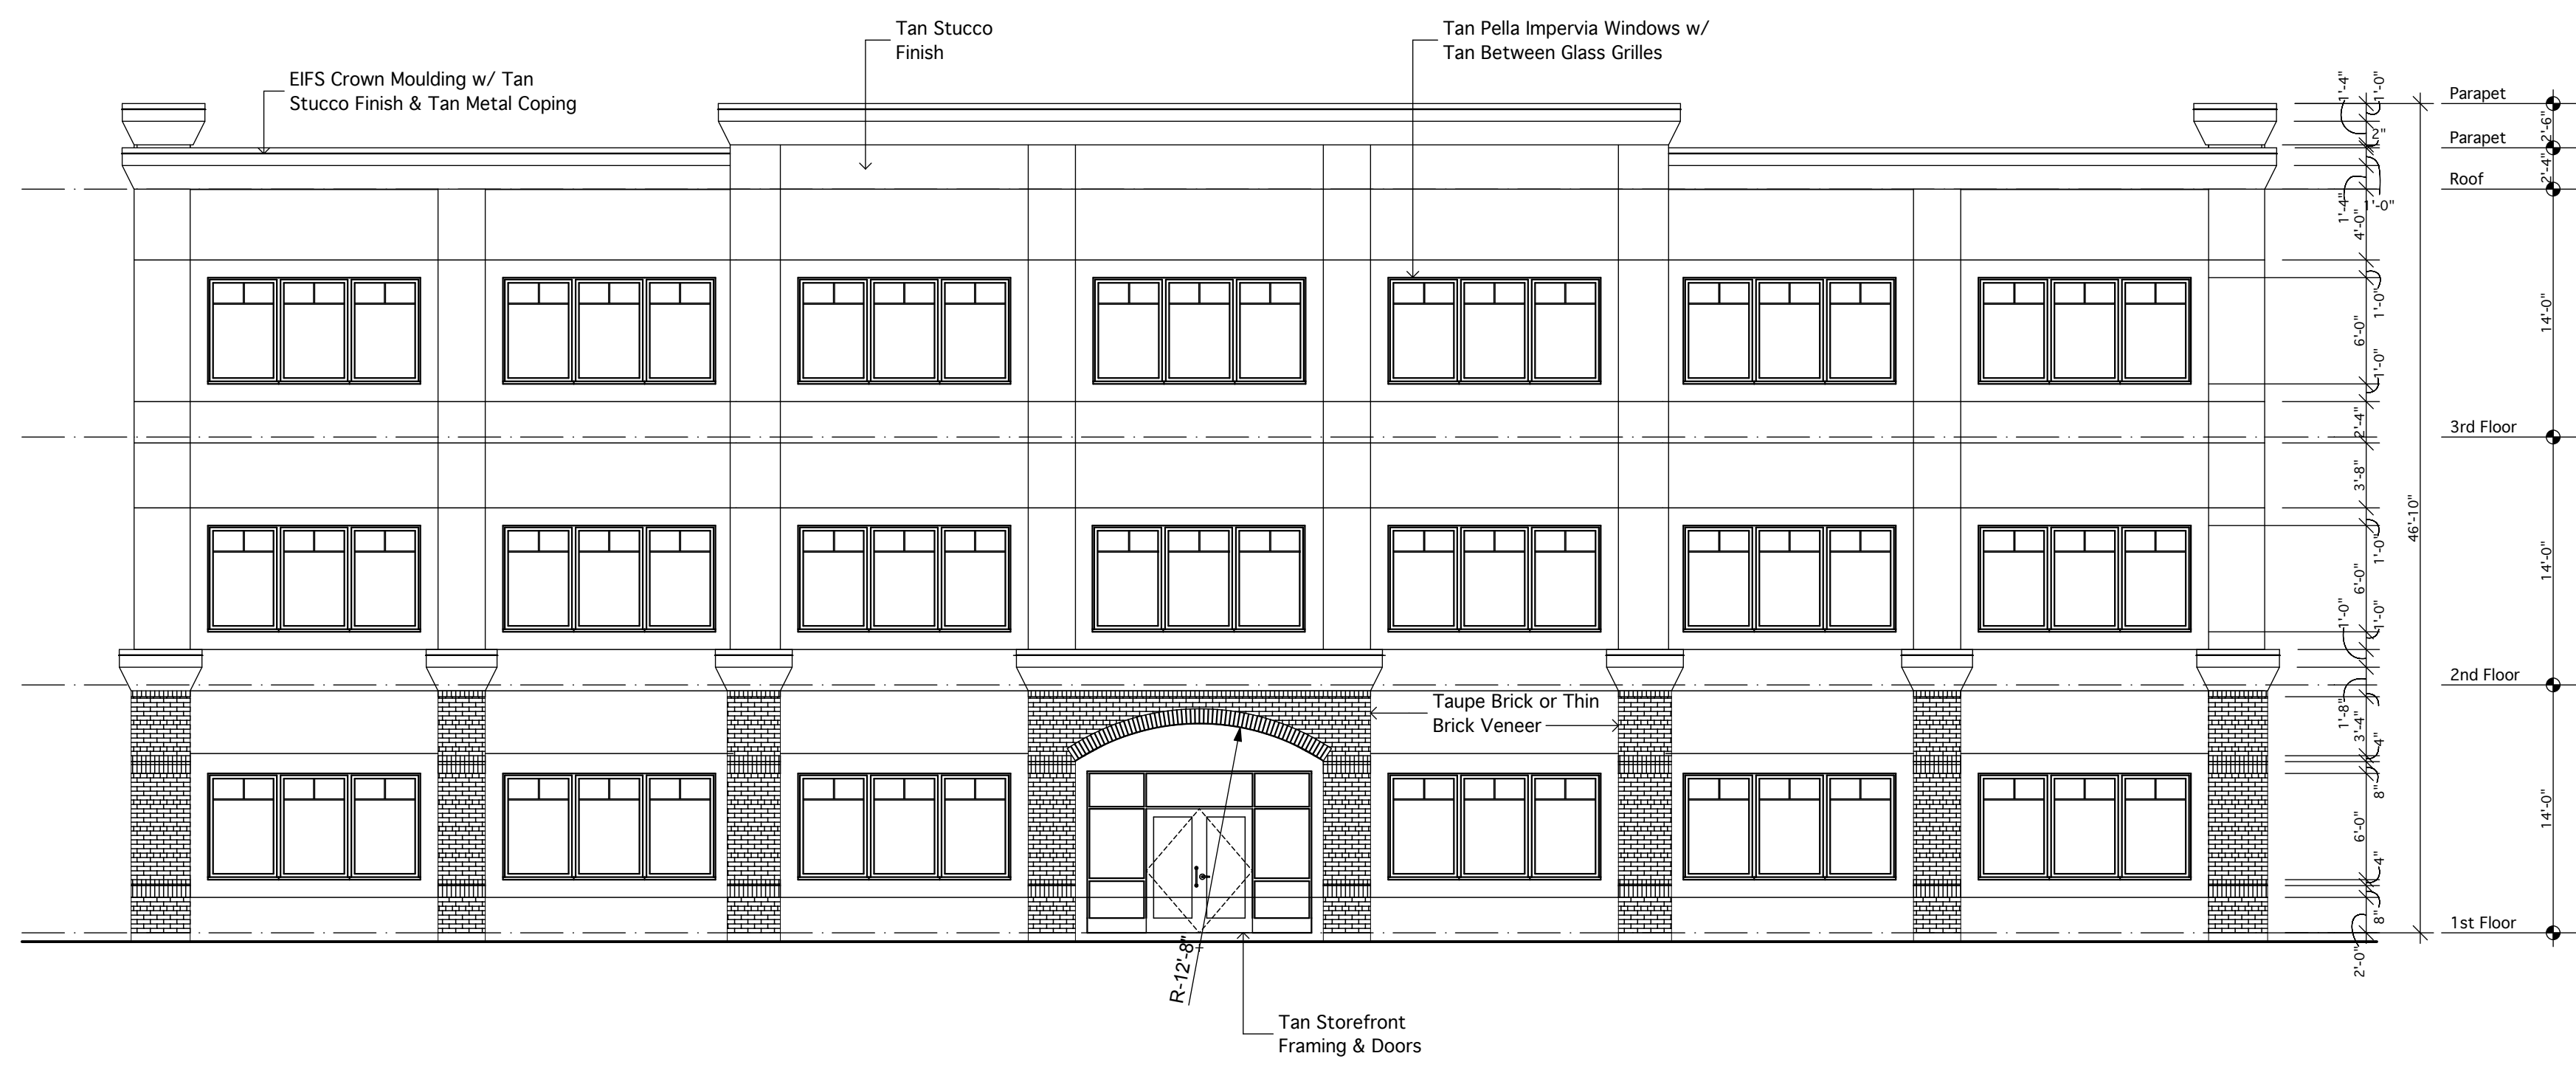 Tan Stucco
Finish
Tan Pella Impervia Windows w/
Tan Between Glass Grilles
EIFS Crown Moulding w/ Tan
Stucco Finish & Tan Metal Coping
1'-4"
1'-0"
Parapet
2'-6"
2"
Parapet
2'-4"
Roof
1'-4"
1'-0"
4'-0"
1'-0"
6'-0"
14'-0"
1'-0"
2'-4"
3rd Floor
3'-8"
46'-10"
1'-0"
6'-0"
14'-0"
1'-0"
1'-0"
2nd Floor
Taupe Brick or Thin
Brick Veneer
1'-8"
3'-4"
4"
8"
14'-0"
6'-0"
4"
8"
1st Floor
2'-0"
R-12'-8"
Tan Storefront
Framing & Doors